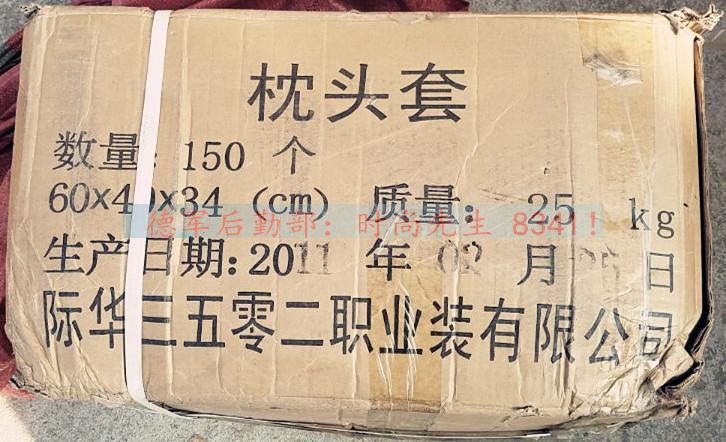 枕头套
数量：150 个
60x40x34 (cm) 质量： 25 kg
德军后勤部：时尚先生 8341！
生产日期:2011 年 02 月 日
际华三五零二职业装有限公司